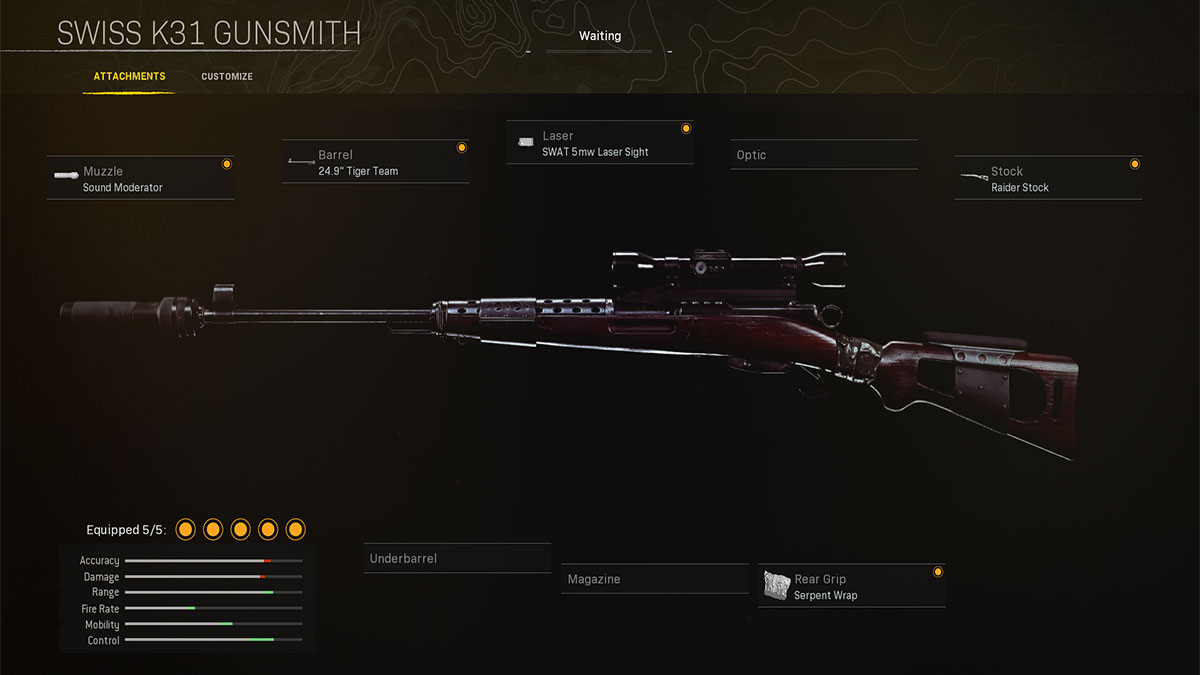 SWISS K31 GUNSMITH
Waiting
ATTACHMENTS
CUSTOMIZE
Muzzle
Sound Moderator
Barrel
24.9" Tiger Team
Laser
SWAT 5mw Laser Sight
Optic
Stock
Raider Stock
Equipped 5/5:
Accuracy
Damage
Range
Fire Rate
Mobility
Control
Underbarrel
Magazine
Rear Grip
Serpent Wrap